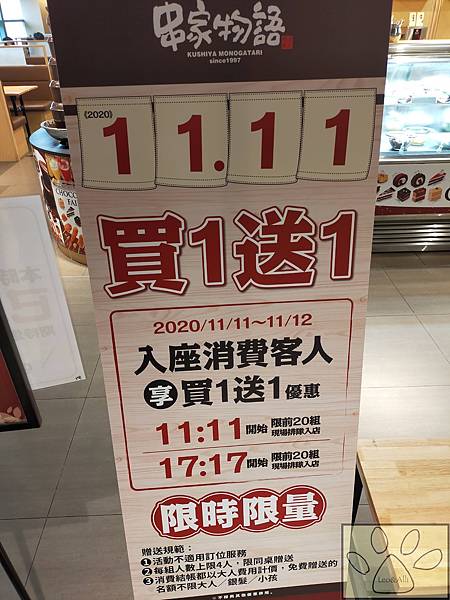 串家物語
KUSHIYA MONOGATARI
since1997
(2020)
11.11
買1送1
2020/11/11～11/12
入座消費客人
享買1送1優惠
11:11開始 限前20組
現場排隊入店
17:17開始 限前20組
現場排隊入店
限時限量
贈送規範：
❶活動不適用訂位服務
❷每組人數上限4人，限同桌贈送
❸消費結帳都以大人費用計價，免費贈送的
名額不限大人／銀髮／小孩
Leo&Alli